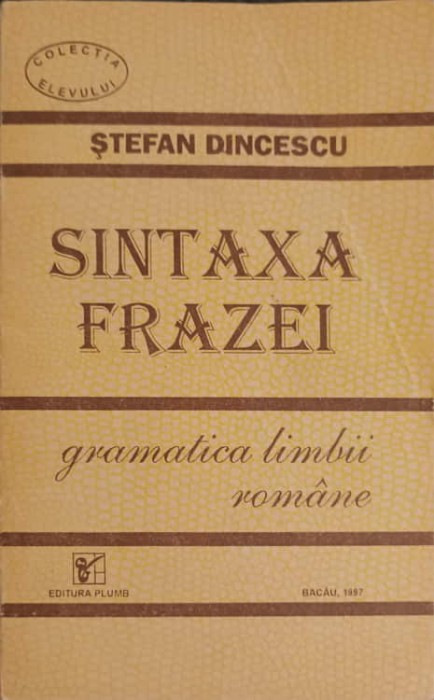 COLECȚIA
ELEVULUI
ȘTEFAN DINCESCU
SINTAXA
FRAZEI
gramatica limbii
române
EDITURA PLUMB
BACĂU, 1997